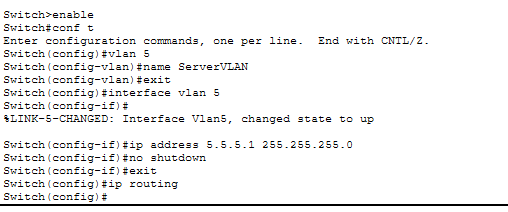 Switch>enable
Switch#conf t
Enter configuration commands, one per line.  End with CNTL/Z.
Switch(config)#vlan 5
Switch(config-vlan)#name ServerVLAN
Switch(config-vlan)#exit
Switch(config)#interface vlan 5
Switch(config-if)#
%LINK-5-CHANGED: Interface Vlan5, changed state to up
Switch(config-if)#ip address 5.5.5.1 255.255.255.0
Switch(config-if)#no shutdown
Switch(config-if)#exit
Switch(config)#ip routing
Switch(config)#